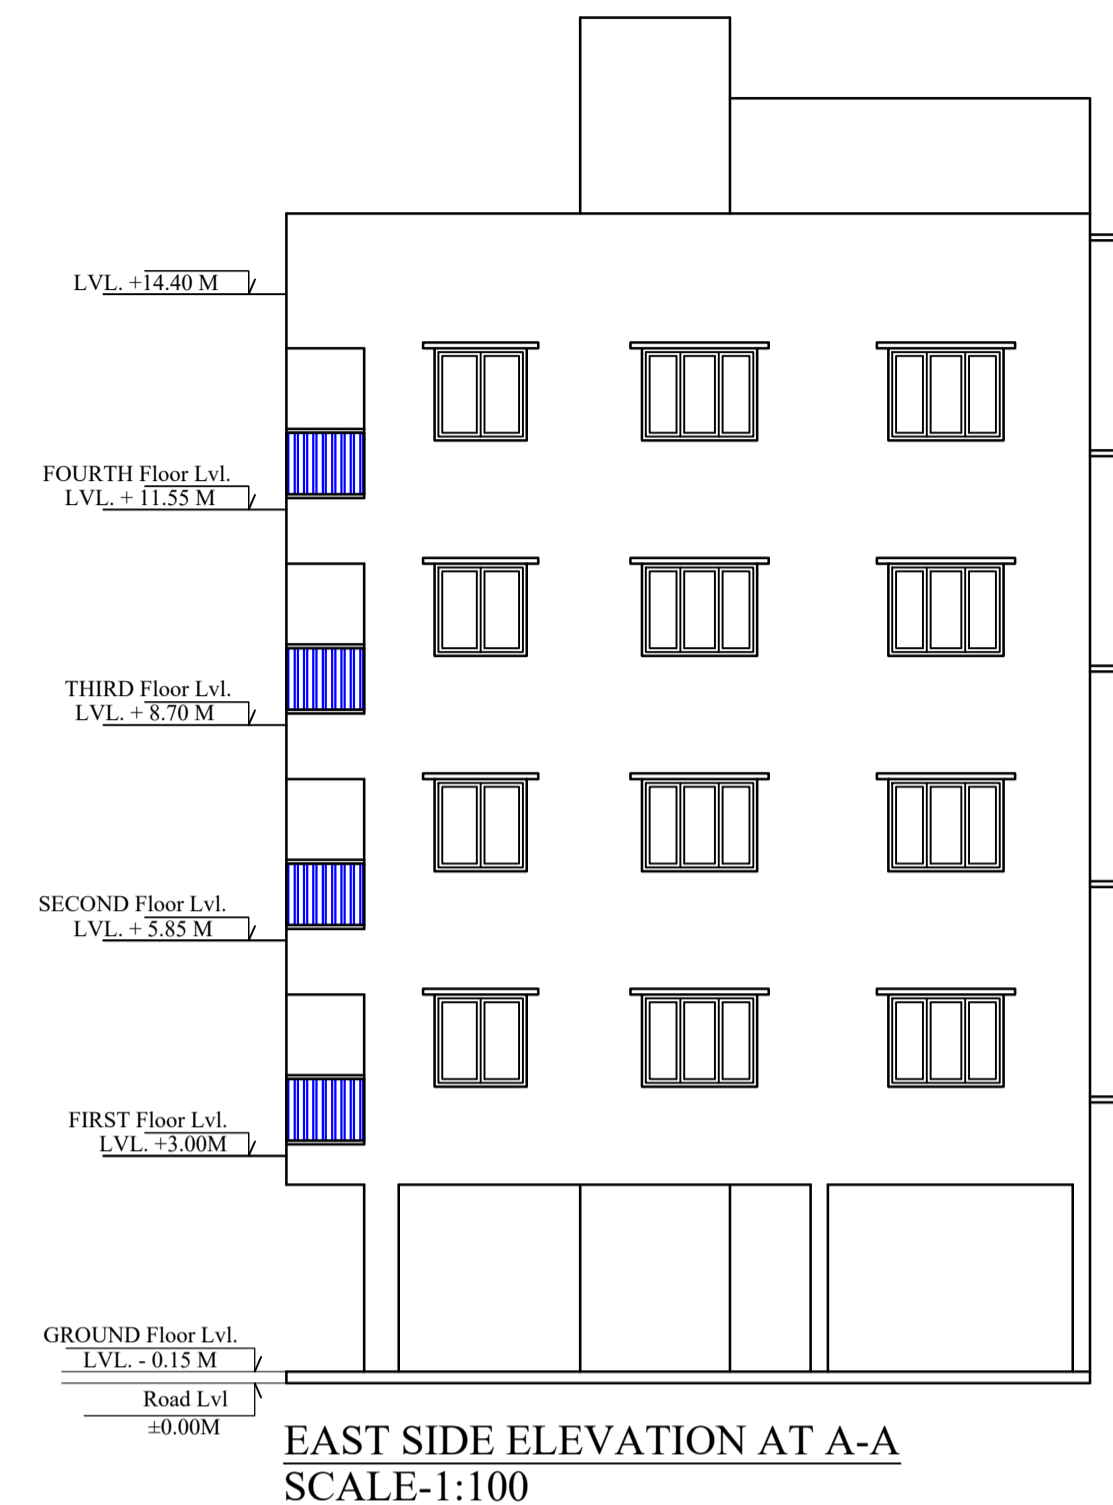 LVL. +14.40 M
FOURTH Floor Lvl.
LVL. + 11.55 M
THIRD Floor Lvl.
LVL. + 8.70 M
SECOND Floor Lvl.
LVL. + 5.85 M
FIRST Floor Lvl.
LVL. +3.00M
GROUND Floor Lvl.
LVL. - 0.15 M
Road Lvl
±0.00M
EAST SIDE ELEVATION AT A-A
SCALE-1:100